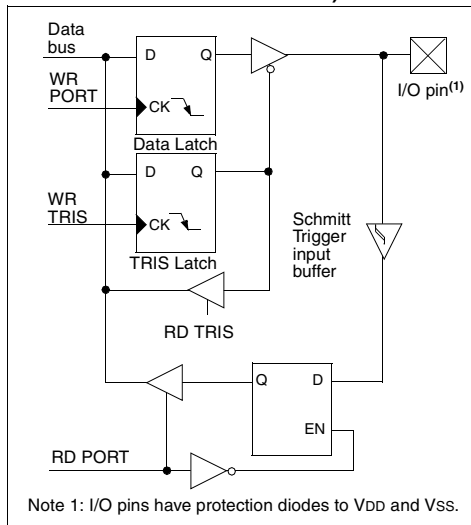 Data
bus
D
Q
WR
PORT
CK
I/O pin(1)
Data Latch
D
Q
WR
TRIS
CK
Schmitt
Trigger
input
buffer
TRIS Latch
RD TRIS
Q
D
EN
RD PORT
Note 1: I/O pins have protection diodes to VDD and VSS.